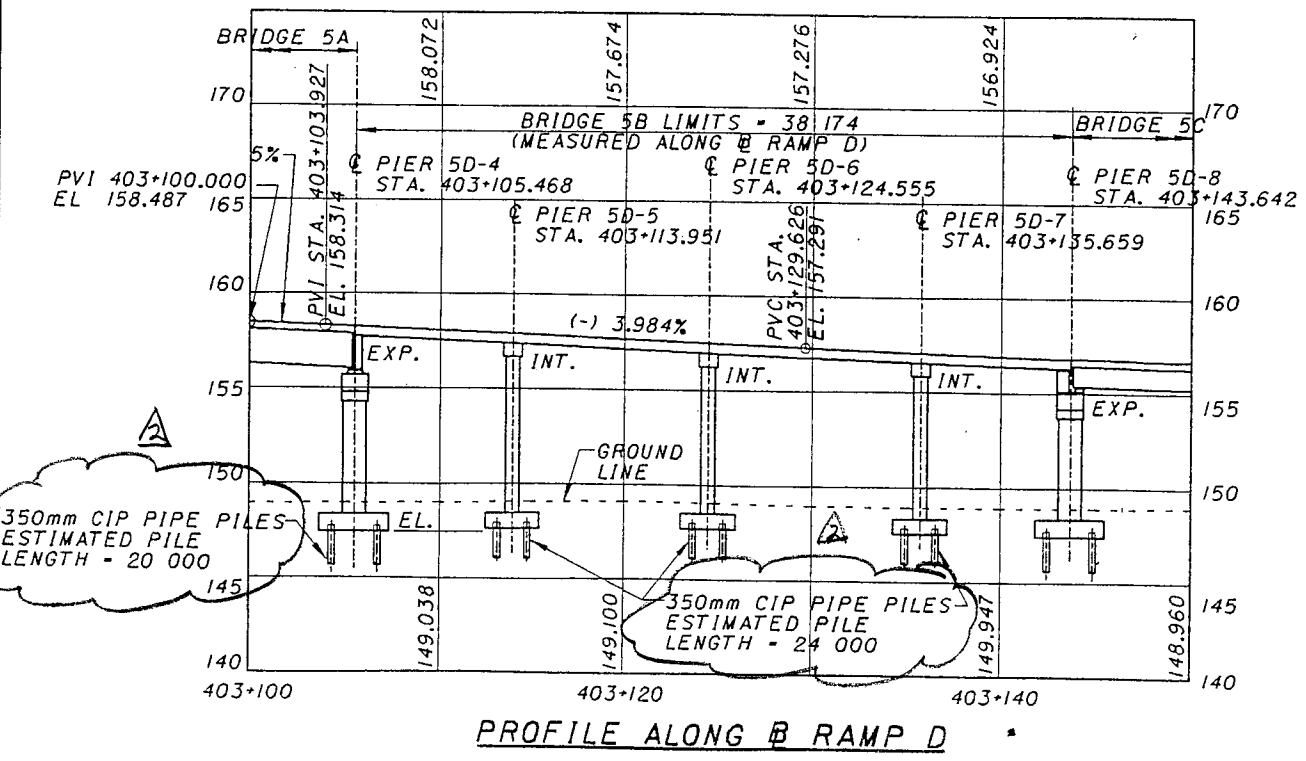 BRIDGE 5A
158.072
157.674
157.276
156.924
170
170
BRIDGE 5B LIMITS - 38 174
(MEASURED ALONG ℄ RAMP D)
BRIDGE 5C
5%
PVI STA. 403+103.927
EL. 158.314
℄ PIER 5D-4
STA. 403+105.468
℄ PIER 5D-6
STA. 403+124.555
℄ PIER 5D-8
STA. 403+143.642
PVI 403+100.000
EL 158.487
165
165
℄ PIER 5D-5
STA. 403+113.951
℄ PIER 5D-7
STA. 403+135.659
160
160
PVC STA.
403+129.626
EL. 157.291
(-) 3.984%
EXP.
INT.
INT.
INT.
EXP.
155
155
2
150
150
GROUND
LINE
350mm CIP PIPE PILES
ESTIMATED PILE
LENGTH - 20 000
EL.
2
145
145
350mm CIP PIPE PILES
ESTIMATED PILE
LENGTH - 24 000
149.038
149.100
149.947
148.960
140
140
403+100
403+120
403+140
PROFILE ALONG ℄ RAMP D